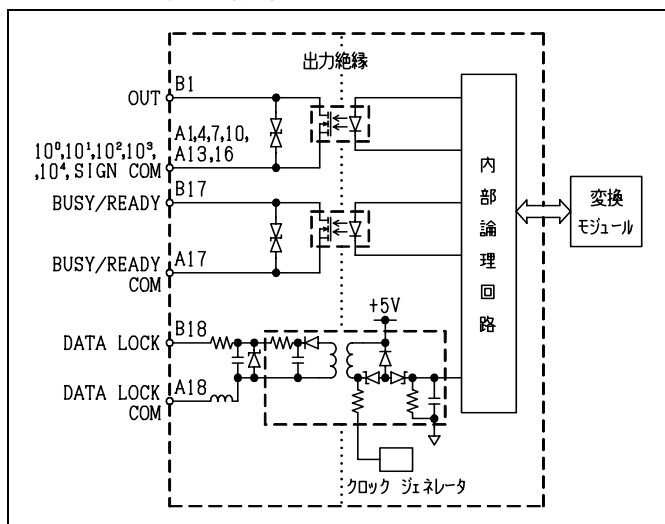 出力絶縁
B1
OUT
A1,4,7,10,
A13,16
10⁰,10¹,10²,10³,
,10⁴,SIGN COM
B17
BUSY/READY
A17
BUSY/READY
COM
内部論理回路
変換
モジュール
+5V
B18
DATA LOCK
A18
DATA LOCK
COM
クロック ジェネレータ